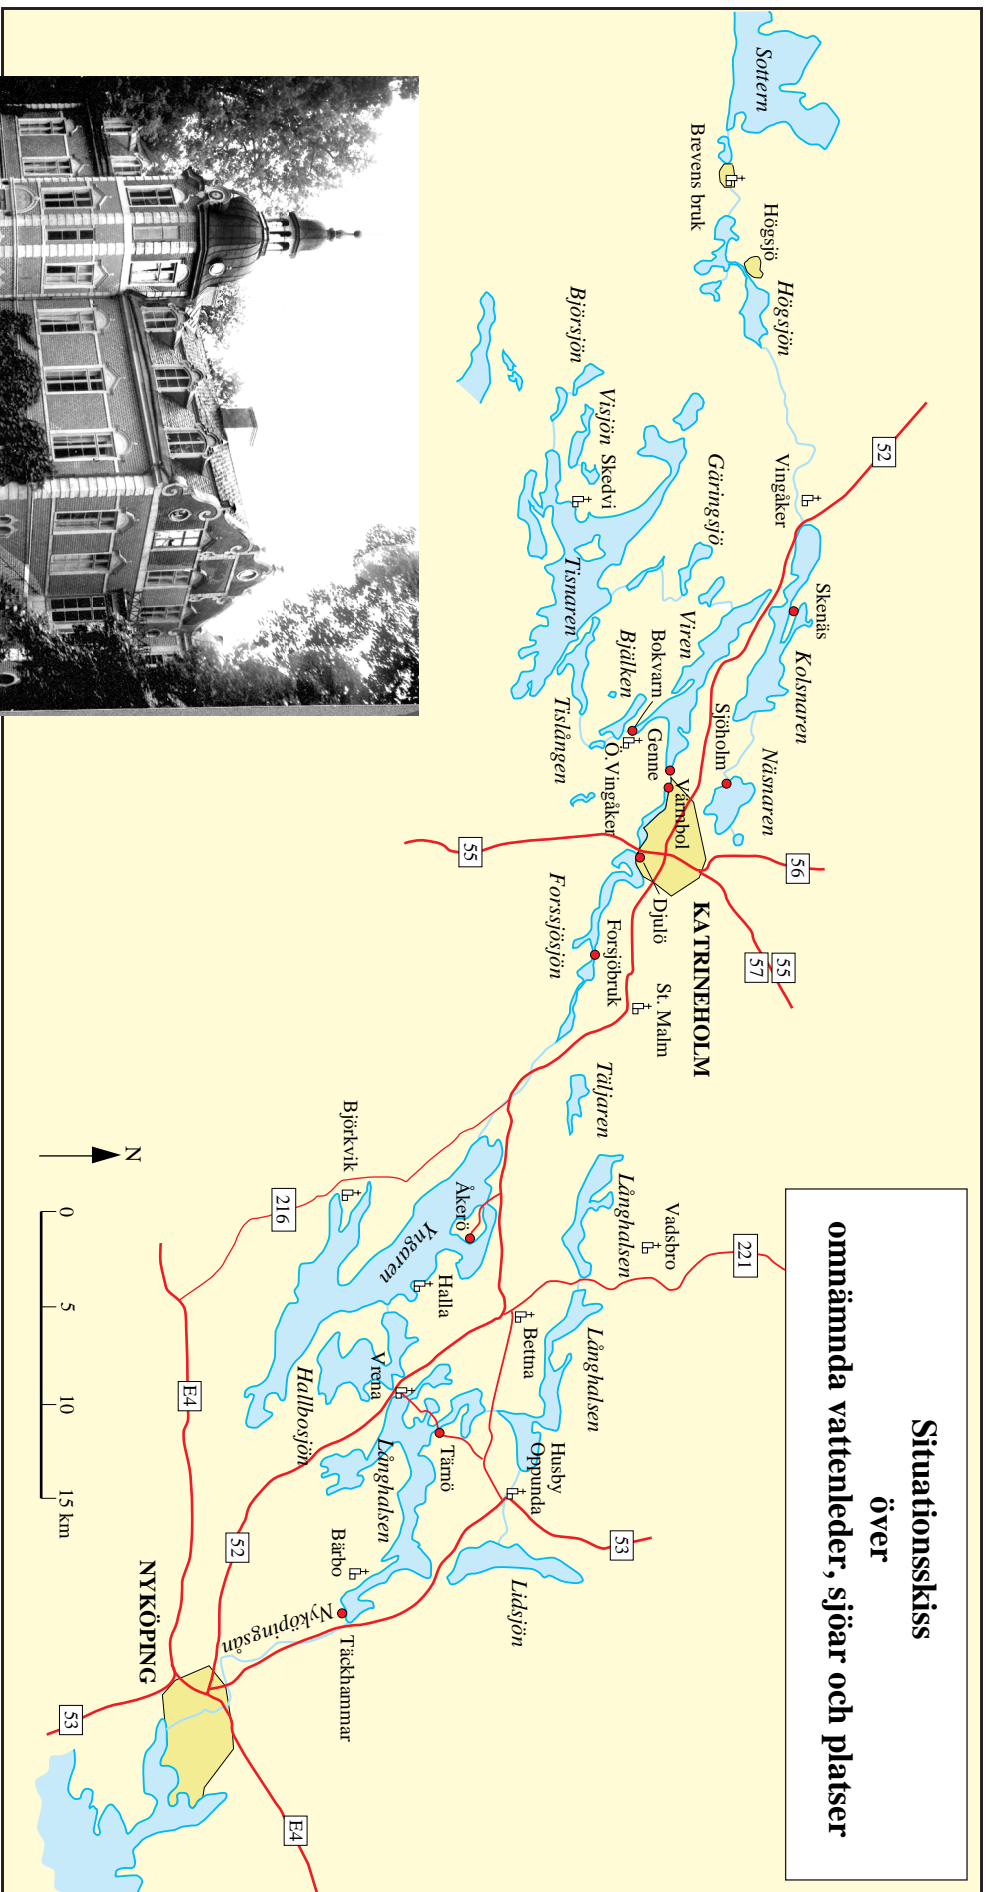 Situationsskiss
över
omnämnda vattenleder, sjöar och platser
Sottern
Brevens bruk
Högsjö
Högsjön
52
Vingåker
Skenäs
Kolsnaren
Sjöholm
Näsnaren
Björsjön
Visjön
Skedvi
Gäringsjö
Tisnaren
Viren
Bokvarn
Bjälken
Tislången
Genne
Ö.Vingåker
Värmbol
55
56
KATRINEHOLM
55
57
Djulö
Forssjösjön
Forsjöbruk
St. Malm
Täljaren
Björkvik
216
Åkerö
Yngaren
Halla
Långhalsen
Vadsbro
221
Bettna
Långhalsen
Vrena
Hallbosjön
Husby
Oppunda
Tärnö
Långhalsen
53
Lidsjön
Bärbo
52
E4
Nyköpingsån
Täckhammar
NYKÖPING
53
E4
N
0
5
10
15 km